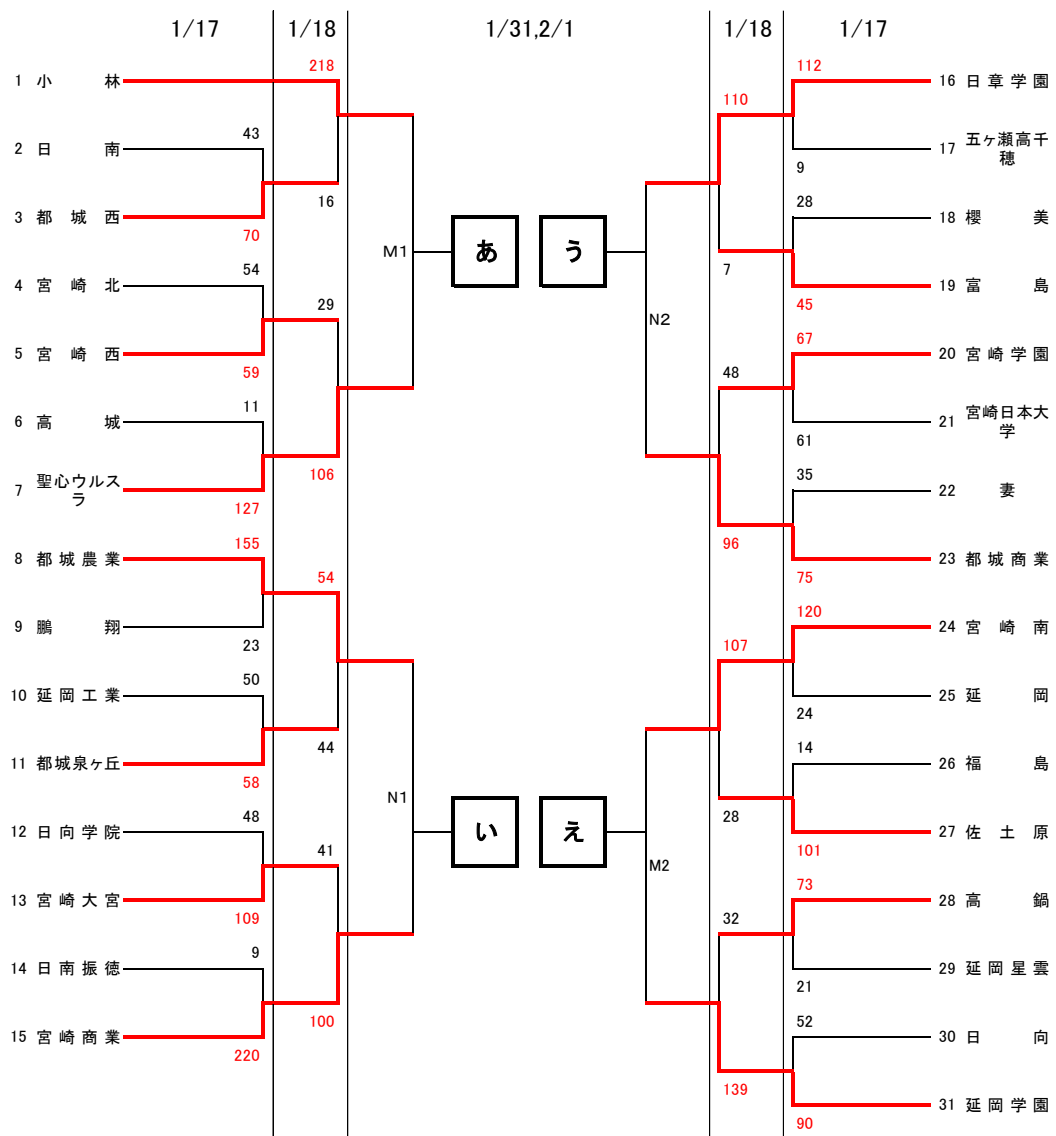 1/17 1/18 1/31,2/1 1/18 1/17
218
1 小林
43
2 日南
16
3 都城西
70
54
4 宮崎北
29
5 宮崎西
59
11
6 高城
106
7 聖心ウルスラ
127
155
8 都城農業
54
9 鵬翔
23
50
10 延岡工業
44
11 都城泉ヶ丘
58
48
12 日向学院
41
13 宮崎大宮
109
9
14 日南振徳
100
15 宮崎商業
220
M1
N1
あ
う
い
え
N2
M2
112
16 日章学園
110
17 五ヶ瀬高千穂
9
28
18 櫻美
7
19 富島
45
67
20 宮崎学園
48
21 宮崎日本大学
61
35
22 妻
96
23 都城商業
75
120
24 宮崎南
107
25 延岡
24
14
26 福島
28
27 佐土原
101
73
28 高鍋
32
29 延岡星雲
21
52
30 日向
139
31 延岡学園
90